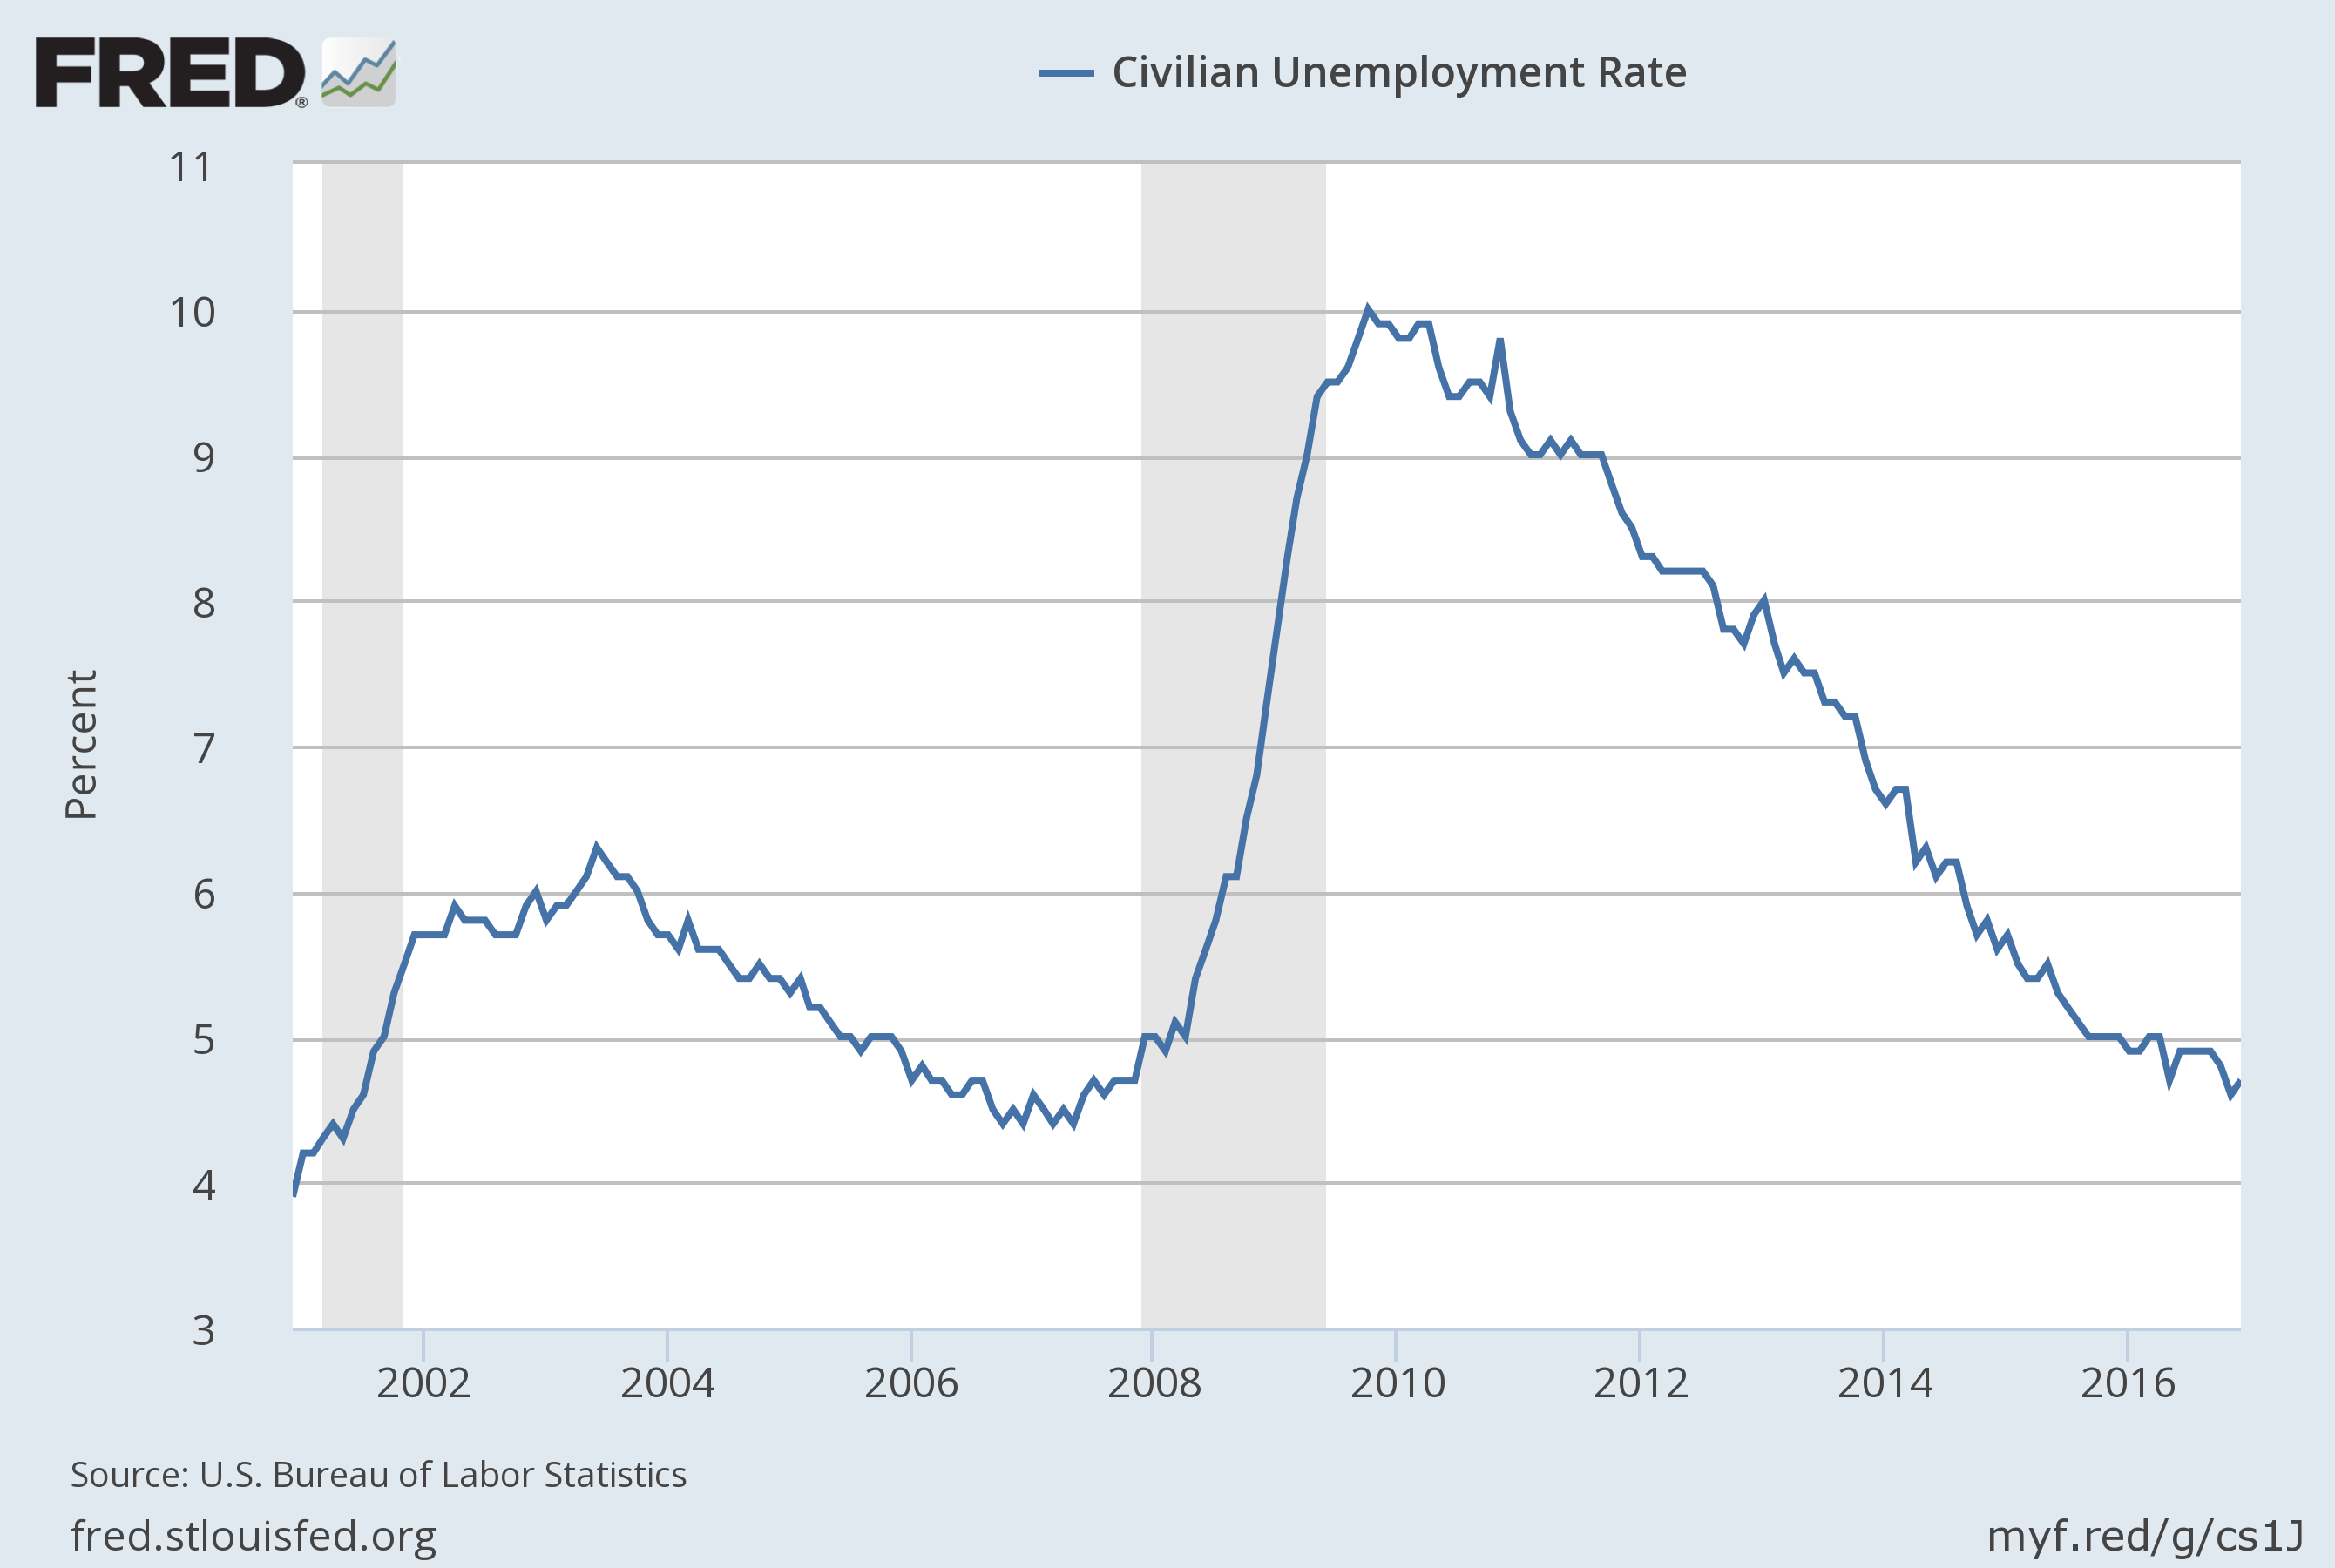 FRED®
Civilian Unemployment Rate
11
10
9
8
7
6
5
4
3
Percent
2002 2004 2006 2008 2010 2012 2014 2016
Source: U.S. Bureau of Labor Statistics
fred.stlouisfed.org
myf.red/g/cs1J